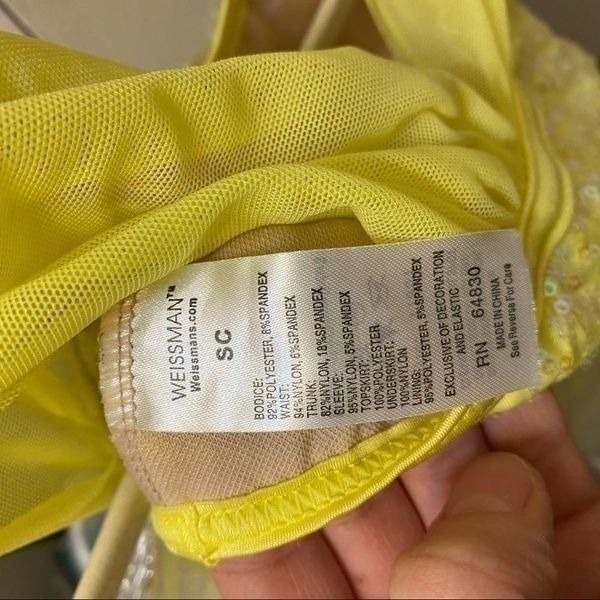 WEISSMAN™
Weissmans.com
SC
BODICE:
92%POLYESTER, 8%SPANDEX
WAIST:
94%NYLON, 6%SPANDEX
TRUNK:
82%NYLON, 18%SPANDEX
SLEEVE:
95%NYLON, 5%SPANDEX
TOPSKIRT:
100%POLYESTER
UNDERSKIRT:
100%NYLON
LINING:
95%POLYESTER, 5%SPANDEX
EXCLUSIVE OF DECORATION
AND ELASTIC
RN 64830
MADE IN CHINA
See Reverse For Care